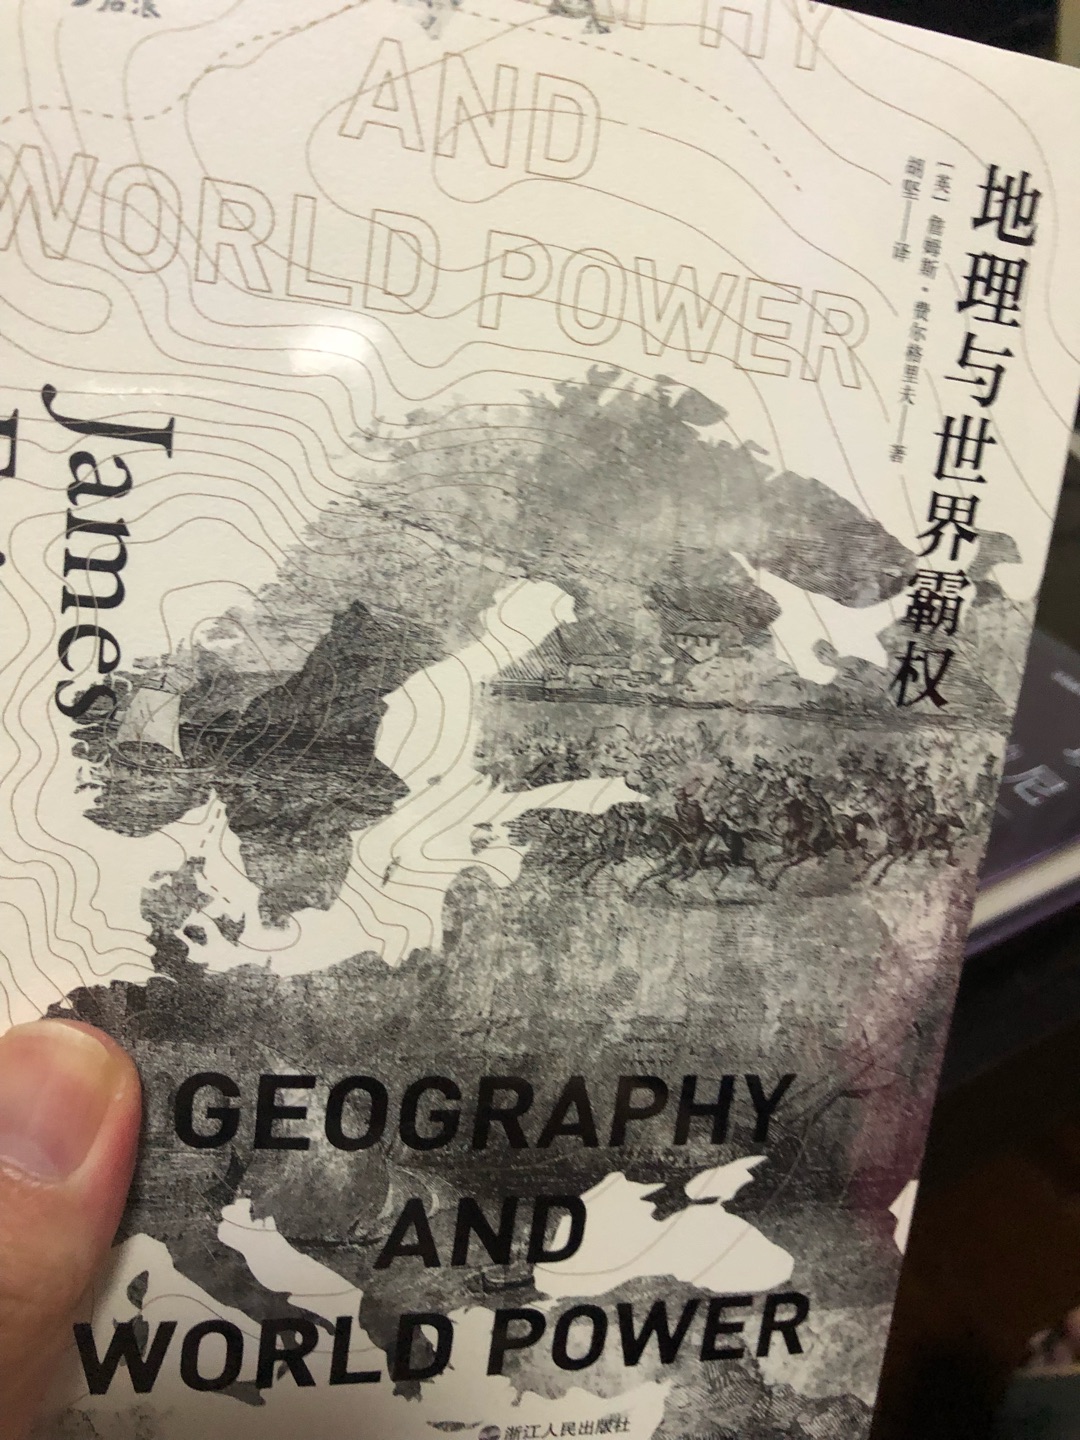 AND
WORLD POWER
地理与世界霸权
[英]詹姆斯·费尔格里夫——著
胡坚——译
James
GEOGRAPHY
AND
WORLD POWER
浙江人民出版社